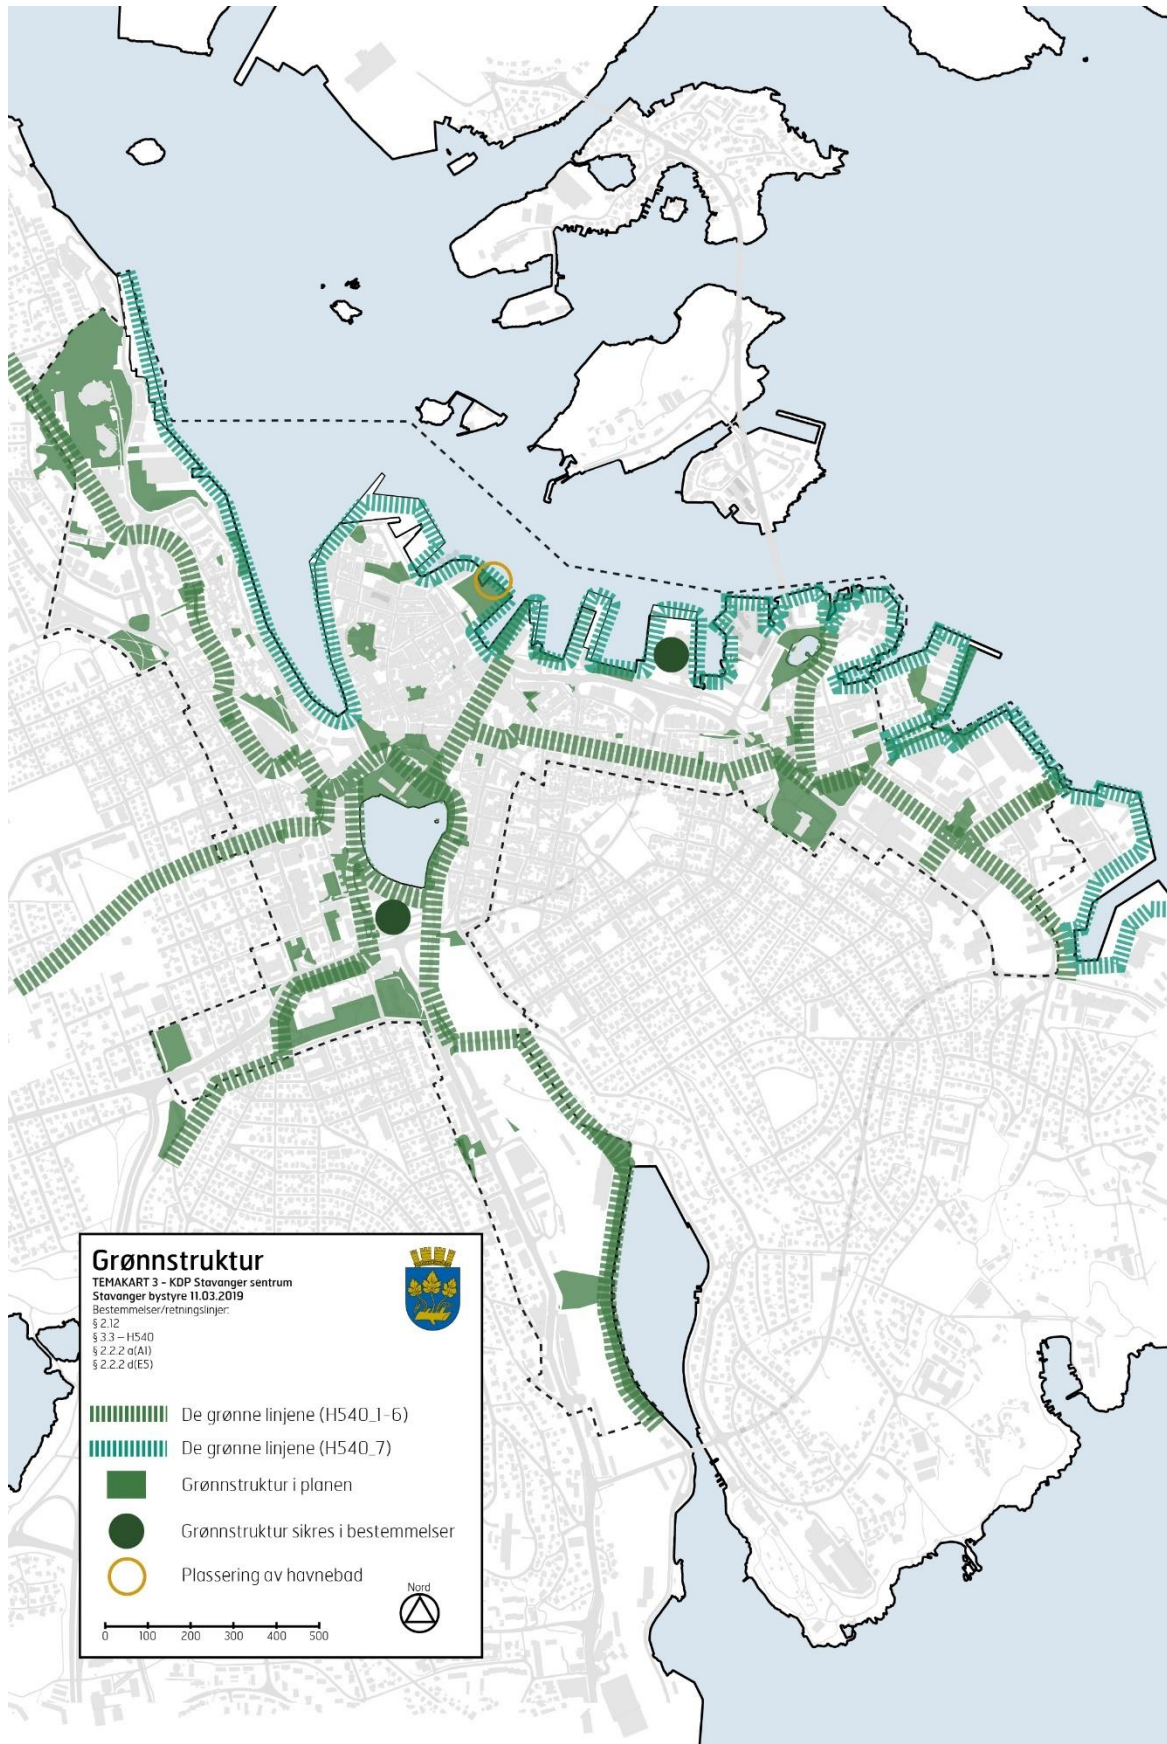 Grønnstruktur
TEMAKART 3 - KDP Stavanger sentrum
Stavanger bystyre 11.03.2019
Bestemmelser/retningslinjer:
§ 2.12
§ 3.3 – H540
§ 2.2.2 a(A1)
§ 2.2.2 d(E5)
De grønne linjene (H540_1-6)
De grønne linjene (H540_7)
Grønnstruktur i planen
Grønnstruktur sikres i bestemmelser
Plassering av havnebad
Nord
0 100 200 300 400 500